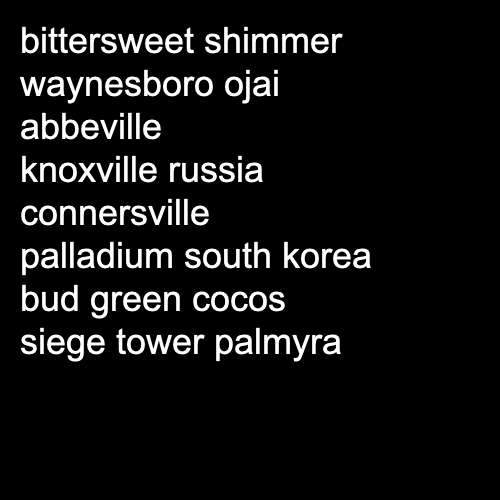 bittersweet shimmer
waynesboro ojai
abbeville
knoxville russia
connersville
palladium south korea
bud green cocos
siege tower palmyra